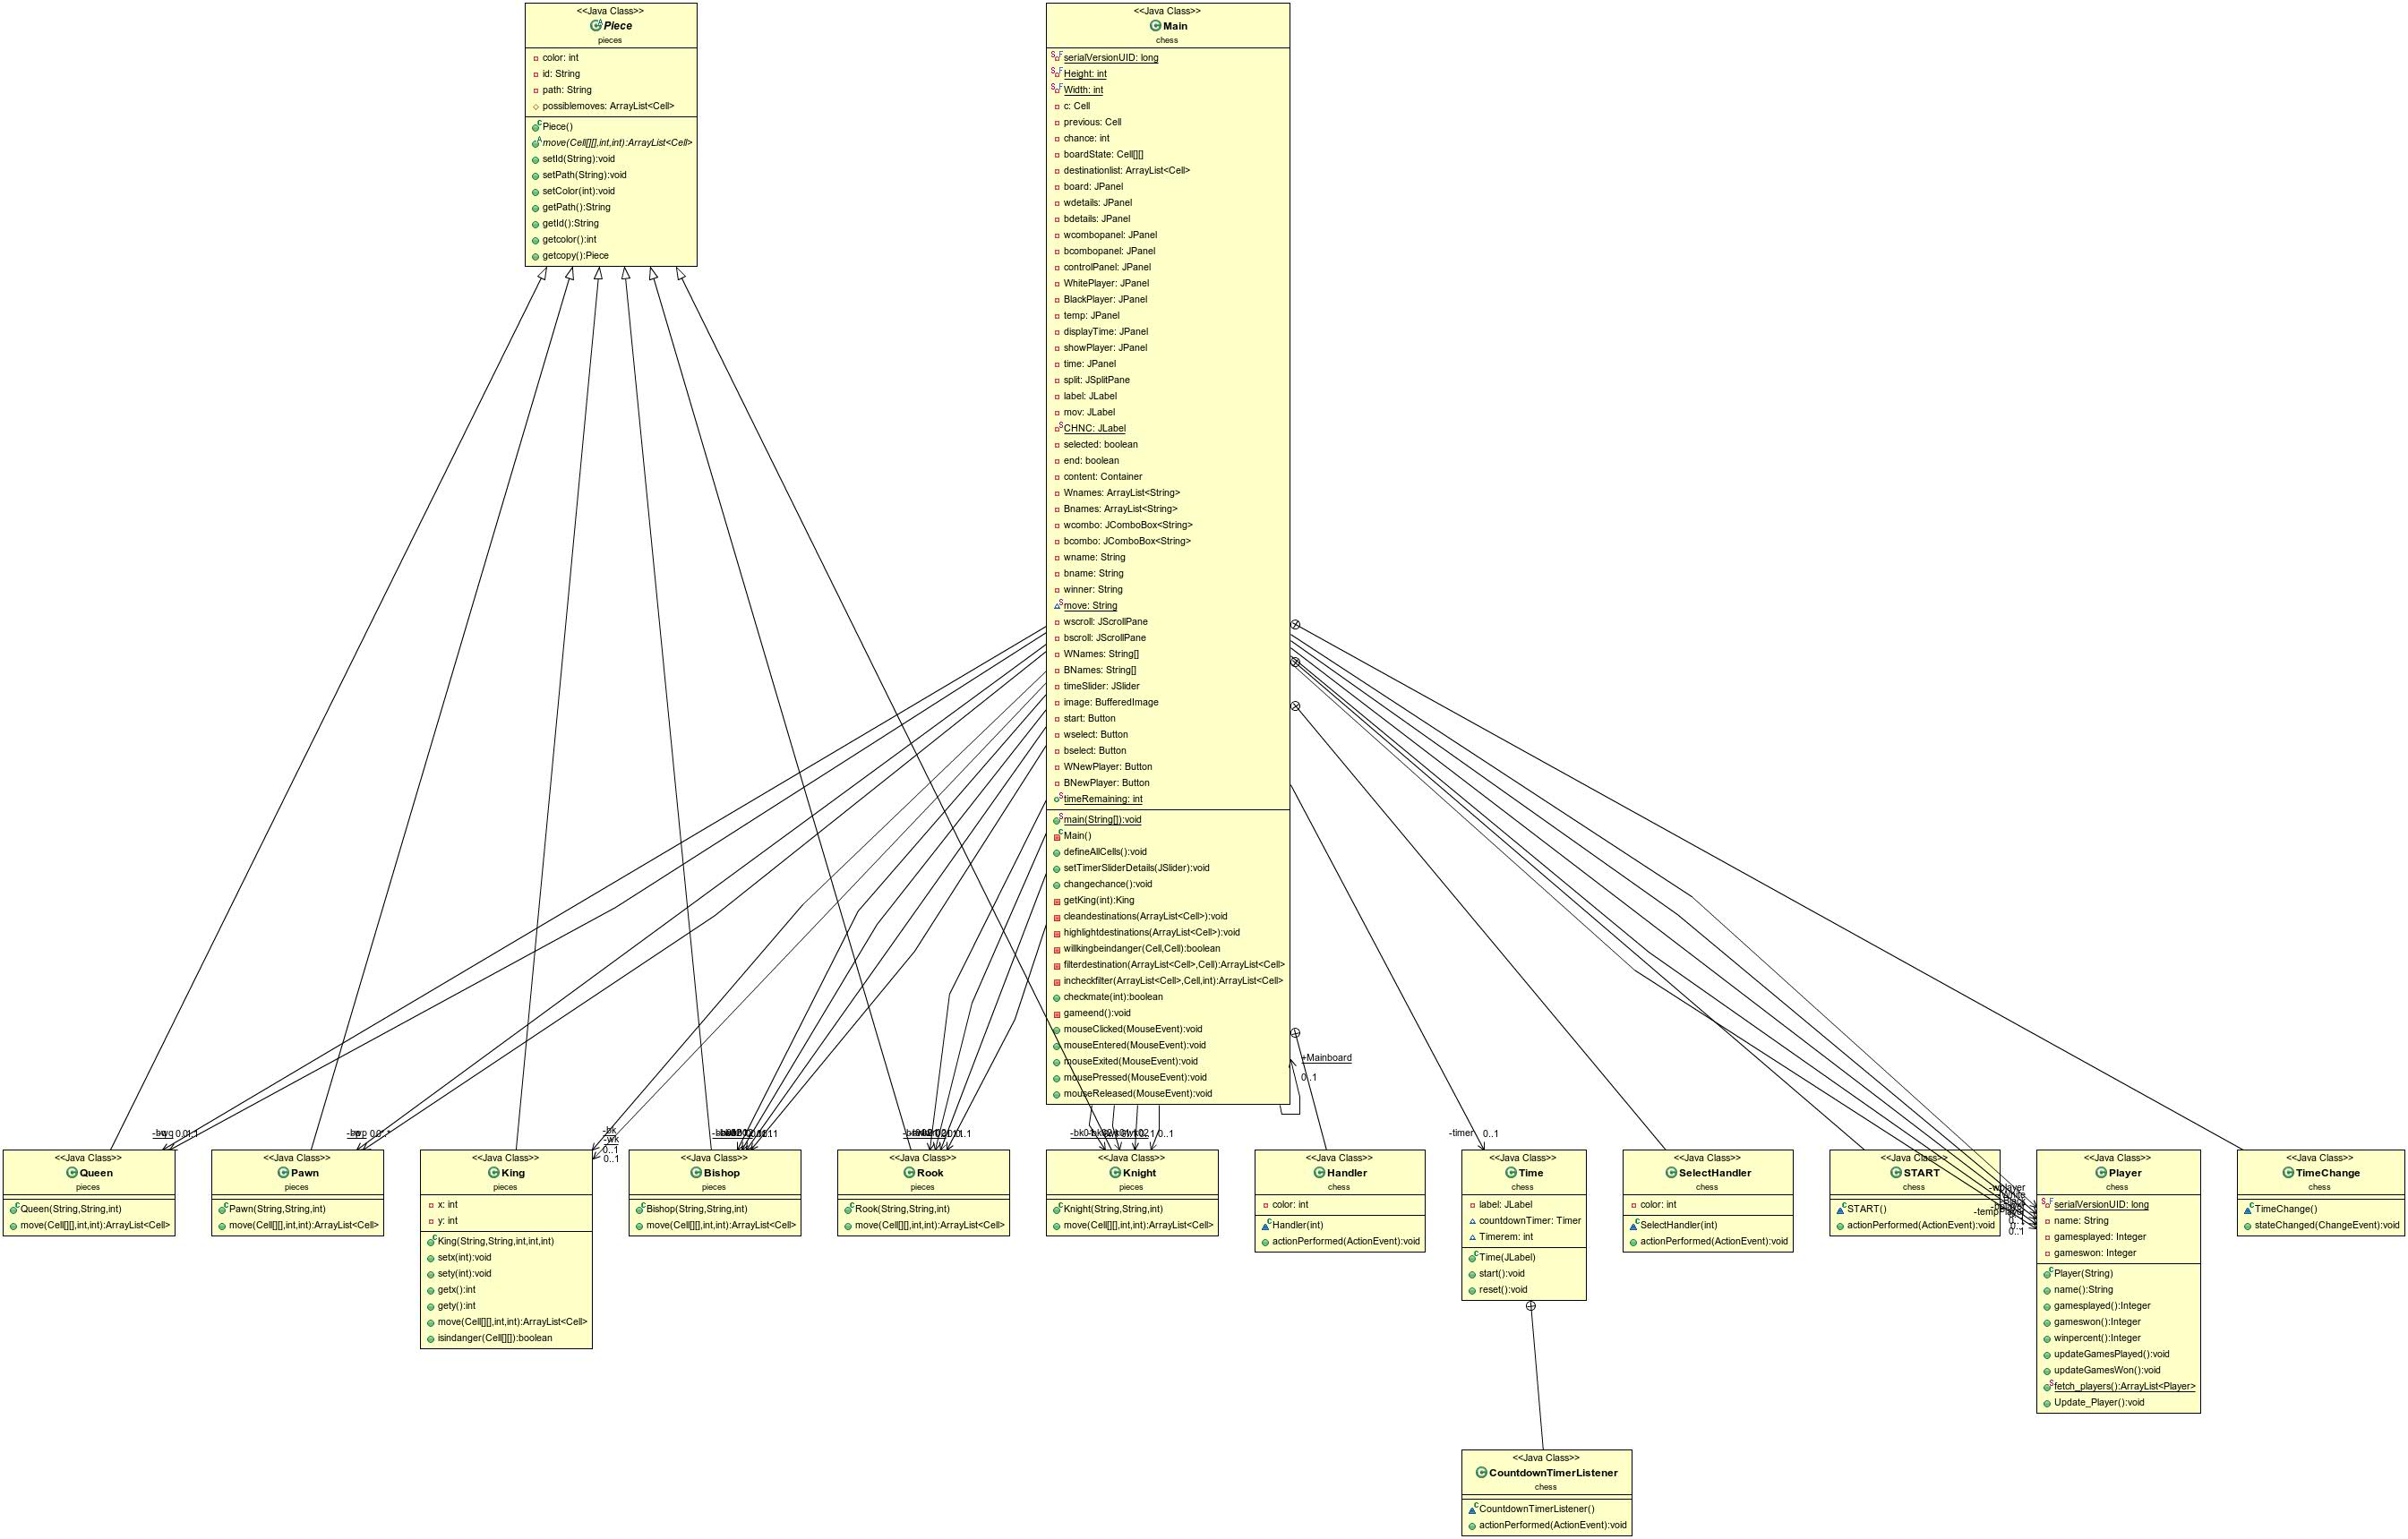 <<Java Class>>
Piece
pieces
color: int
id: String
path: String
possiblemoves: ArrayList<Cell>
Piece()
move(Cell[][],int,int):ArrayList<Cell>
setId(String):void
setPath(String):void
setColor(int):void
getPath():String
getId():String
getcolor():int
getcopy():Piece
<<Java Class>>
Main
chess
serialVersionUID: long
Height: int
Width: int
c: Cell
previous: Cell
chance: int
boardState: Cell[][]
destinationlist: ArrayList<Cell>
board: JPanel
wdetails: JPanel
bdetails: JPanel
wcombopanel: JPanel
bcombopanel: JPanel
controlPanel: JPanel
WhitePlayer: JPanel
BlackPlayer: JPanel
temp: JPanel
displayTime: JPanel
showPlayer: JPanel
time: JPanel
split: JSplitPane
label: JLabel
mov: JLabel
CHNC: JLabel
selected: boolean
end: boolean
content: Container
Wnames: ArrayList<String>
Bnames: ArrayList<String>
wcombo: JComboBox<String>
bcombo: JComboBox<String>
wname: String
bname: String
winner: String
move: String
wscroll: JScrollPane
bscroll: JScrollPane
WNames: String[]
BNames: String[]
timeSlider: JSlider
image: BufferedImage
start: Button
wselect: Button
bselect: Button
WNewPlayer: Button
BNewPlayer: Button
timeRemaining: int
main(String[]):void
Main()
defineAllCells():void
setTimerSliderDetails(JSlider):void
changechance():void
getKing(int):King
cleandestinations(ArrayList<Cell>):void
highlightdestinations(ArrayList<Cell>):void
willkingbeindanger(Cell,Cell):boolean
filterdestination(ArrayList<Cell>,Cell):ArrayList<Cell>
incheckfilter(ArrayList<Cell>,Cell,int):ArrayList<Cell>
checkmate(int):boolean
gameend():void
mouseClicked(MouseEvent):void
mouseEntered(MouseEvent):void
mouseExited(MouseEvent):void
mousePressed(MouseEvent):void
mouseReleased(MouseEvent):void
+Mainboard
0..1
-bk
-wk
0..1
0..1
-timer 0..1
<<Java Class>>
Queen
pieces
Queen(String,String,int)
move(Cell[][],int,int):ArrayList<Cell>
<<Java Class>>
Pawn
pieces
Pawn(String,String,int)
move(Cell[][],int,int):ArrayList<Cell>
<<Java Class>>
King
pieces
x: int
y: int
King(String,String,int,int,int)
setx(int):void
sety(int):void
getx():int
gety():int
move(Cell[][],int,int):ArrayList<Cell>
isindanger(Cell[][]):boolean
<<Java Class>>
Bishop
pieces
Bishop(String,String,int)
move(Cell[][],int,int):ArrayList<Cell>
<<Java Class>>
Rook
pieces
Rook(String,String,int)
move(Cell[][],int,int):ArrayList<Cell>
<<Java Class>>
Knight
pieces
Knight(String,String,int)
move(Cell[][],int,int):ArrayList<Cell>
<<Java Class>>
Handler
chess
color: int
Handler(int)
actionPerformed(ActionEvent):void
<<Java Class>>
Time
chess
label: JLabel
countdownTimer: Timer
Timerem: int
Time(JLabel)
start():void
reset():void
<<Java Class>>
SelectHandler
chess
color: int
SelectHandler(int)
actionPerformed(ActionEvent):void
<<Java Class>>
START
chess
START()
actionPerformed(ActionEvent):void
-wplayer
0..1
0..1
<<Java Class>>
Player
chess
serialVersionUID: long
name: String
gamesplayed: Integer
gameswon: Integer
Player(String)
name():String
gamesplayed():Integer
gameswon():Integer
winpercent():Integer
updateGamesPlayed():void
updateGamesWon():void
fetch_players():ArrayList<Player>
Update_Player():void
<<Java Class>>
TimeChange
chess
TimeChange()
stateChanged(ChangeEvent):void
<<Java Class>>
CountdownTimerListener
chess
CountdownTimerListener()
actionPerformed(ActionEvent):void